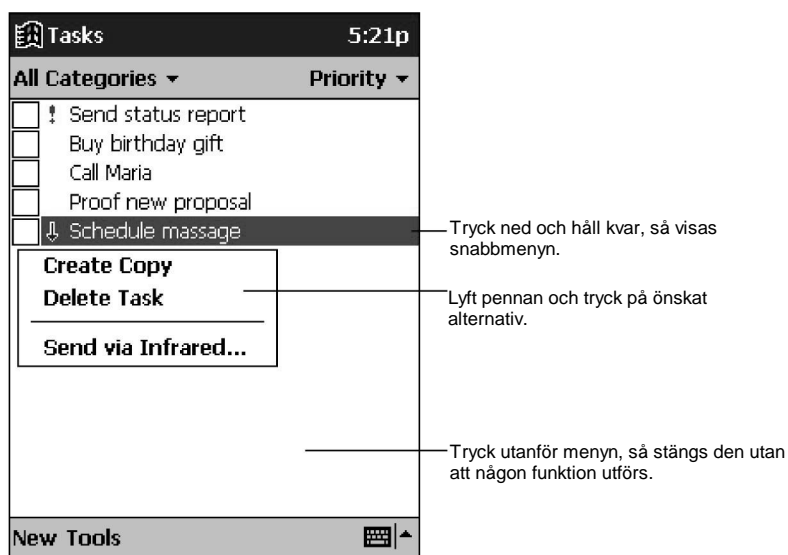 Tasks 5:21p
All Categories Priority
Send status report
Buy birthday gift
Call Maria
Proof new proposal
Schedule massage
Tryck ned och håll kvar, så visas
snabbmenyn.
Create Copy
Delete Task
Lyft pennan och tryck på önskat
alternativ.
Send via Infrared...
Tryck utanför menyn, så stängs den utan
att någon funktion utförs.
New Tools